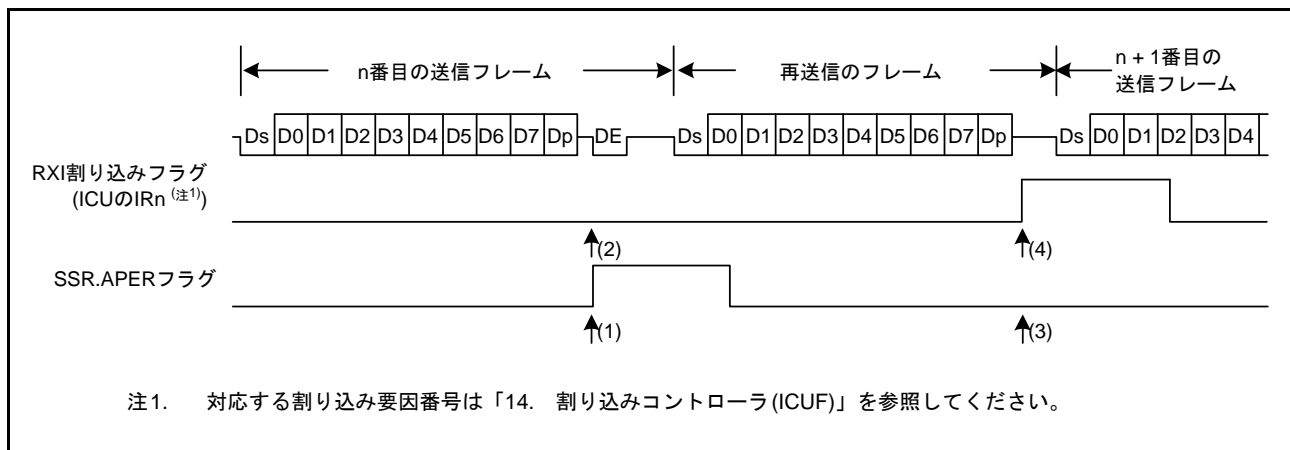 n番目の送信フレーム
再送信のフレーム
n + 1番目の
送信フレーム
Ds D0 D1 D2 D3 D4 D5 D6 D7 Dp DE Ds D0 D1 D2 D3 D4 D5 D6 D7 Dp Ds D0 D1 D2 D3 D4
RXI割り込みフラグ
(ICUのIRn (注1))
(2) (4)
SSR.APERフラグ
(1) (3)
注1. 対応する割り込み要因番号は「14. 割り込みコントローラ(ICUF)」を参照してください。